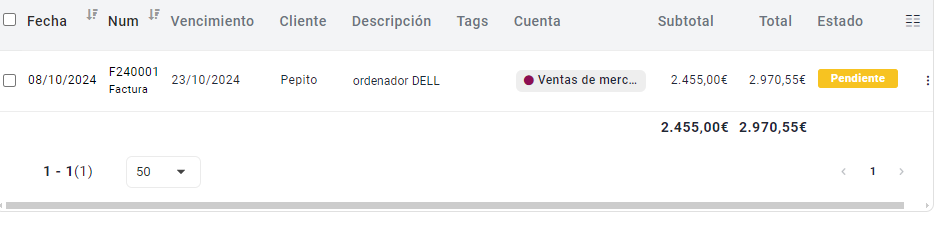 Fecha Num Vencimiento Cliente Descripción Tags Cuenta Subtotal Total Estado
08/10/2024 F240001 Factura 23/10/2024 Pepito ordenador DELL Ventas de merc... 2.455,00€ 2.970,55€ Pendiente
2.455,00€ 2.970,55€
1 - 1(1) 50 1